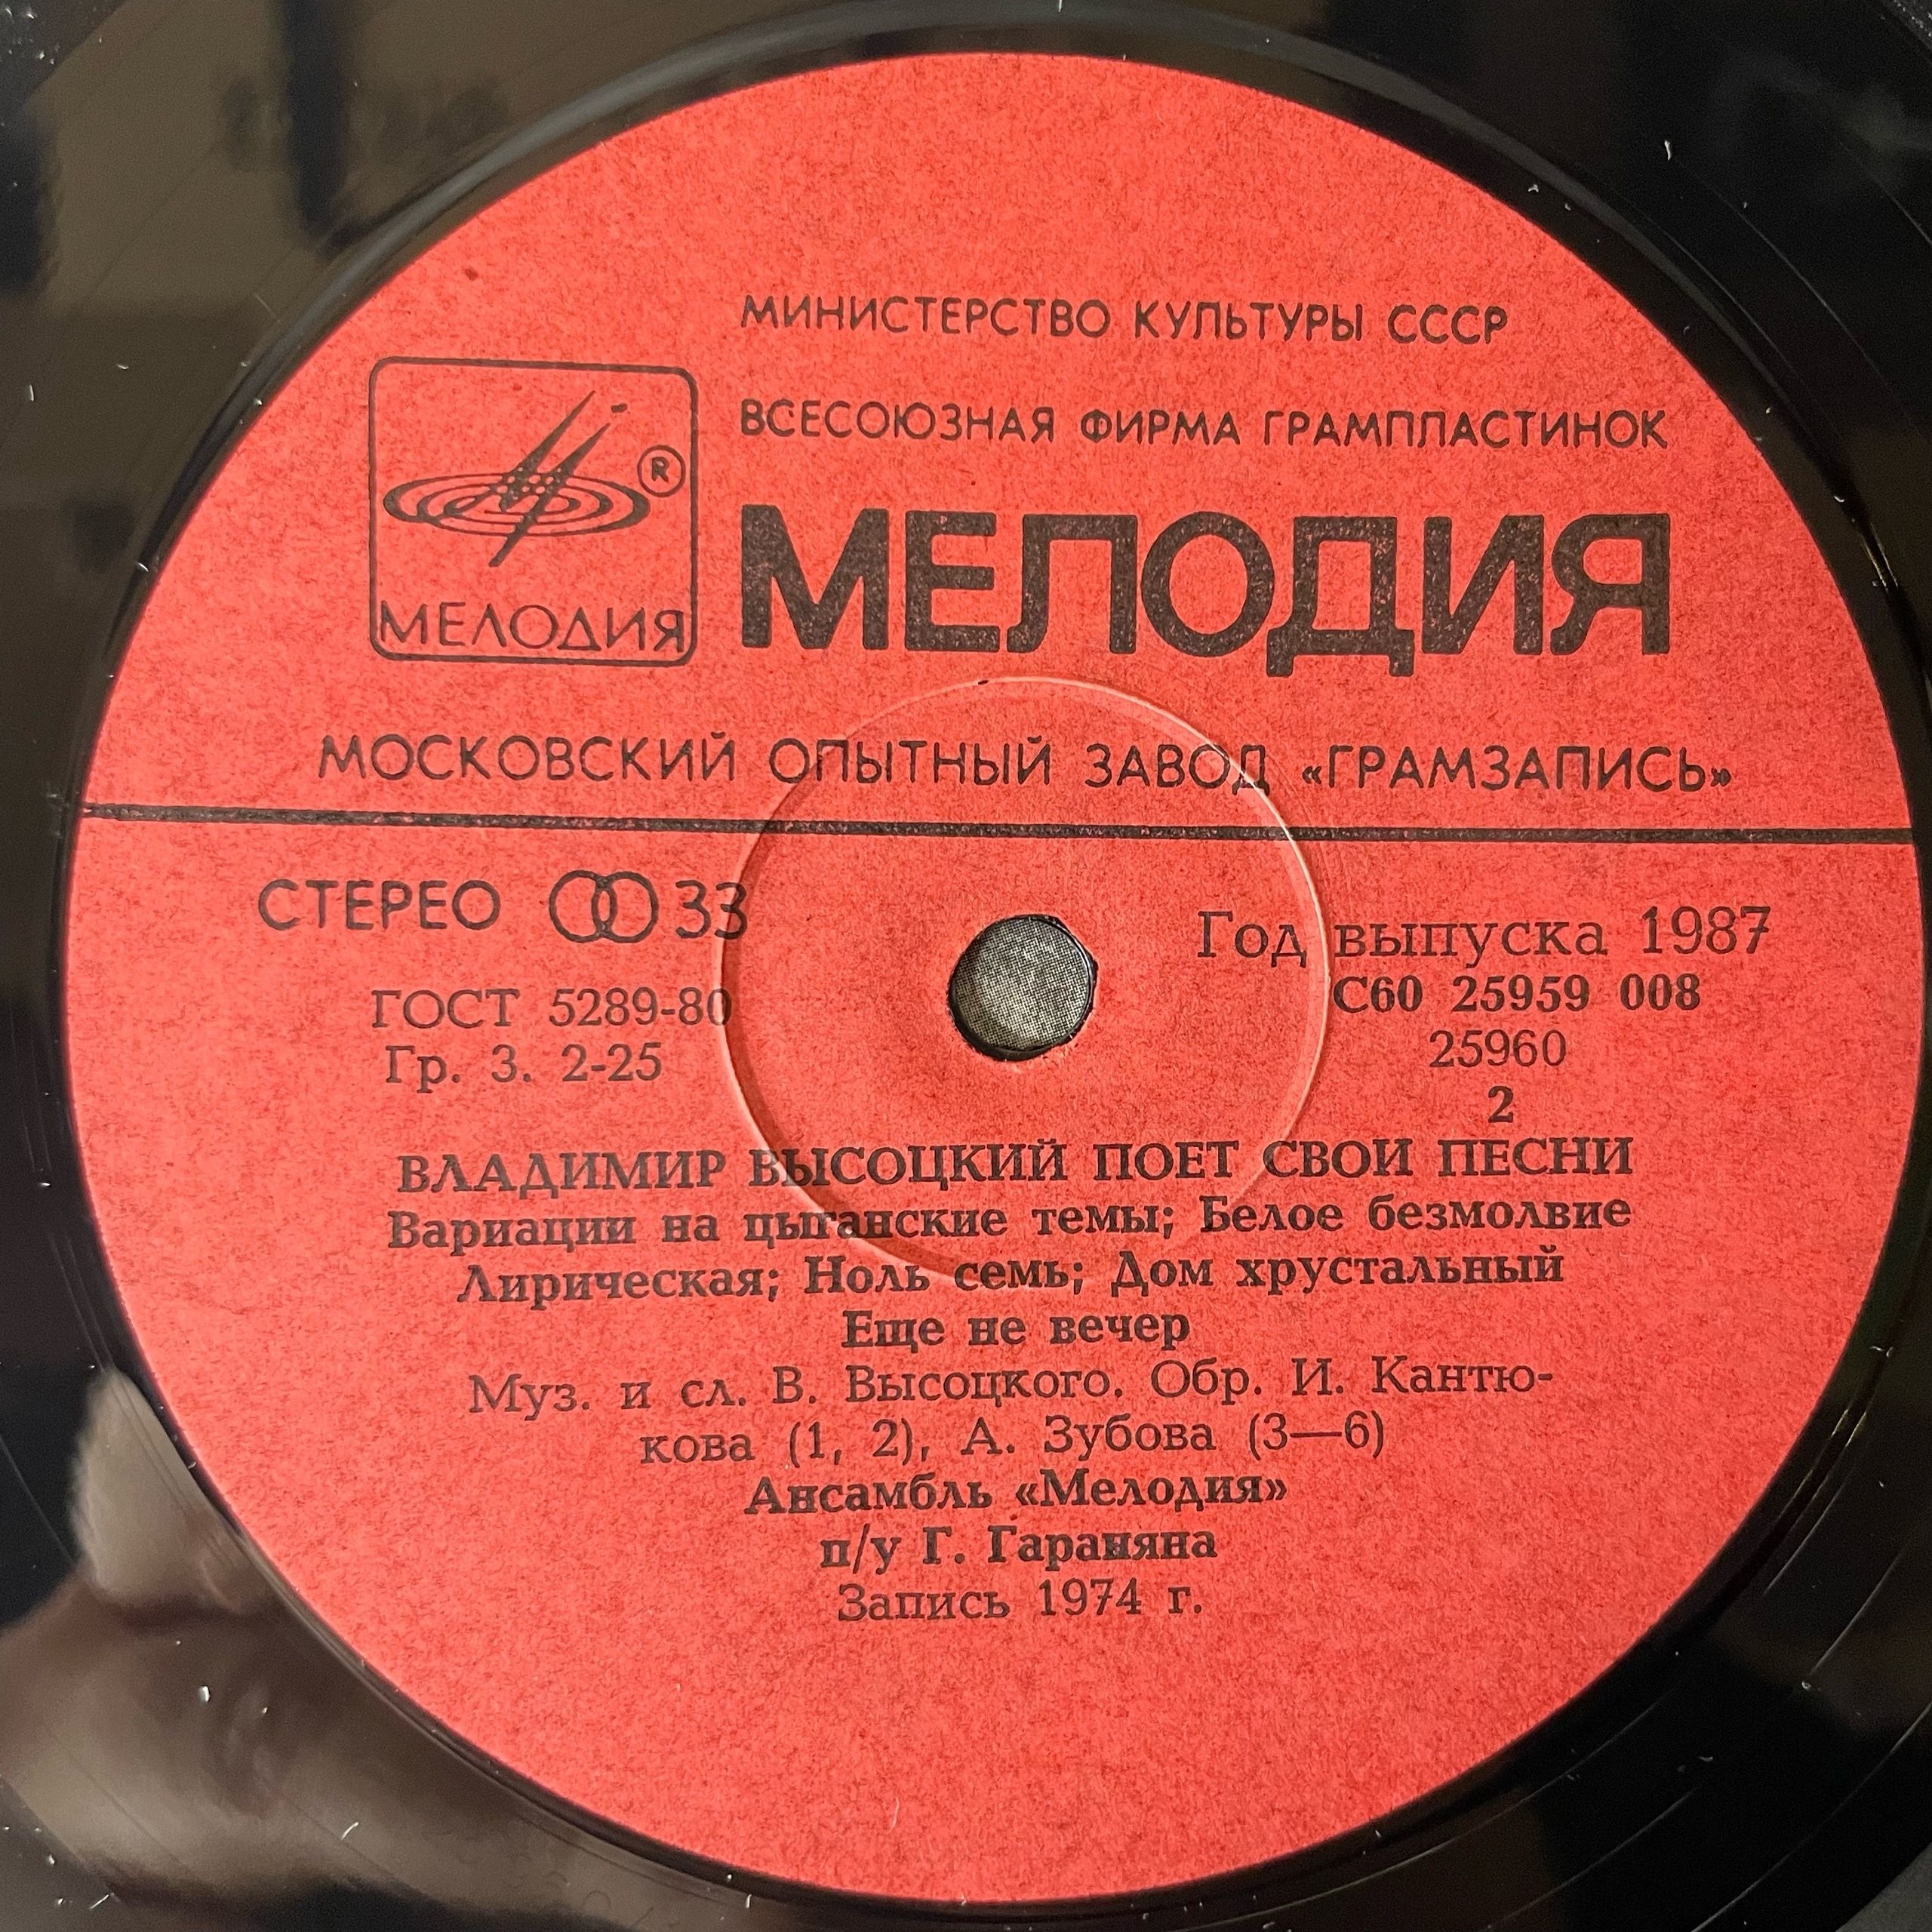 МИНИСТЕРСТВО КУЛЬТУРЫ СССР
ВСЕСОЮЗНАЯ ФИРМА ГРАМПЛАСТИНОК
®
МЕЛОДИЯ
МЕЛОДИЯ
МОСКОВСКИЙ ОПЫТНЫЙ ЗАВОД «ГРАМЗАПИСЬ»
СТЕРЕО 33
Год выпуска 1987
ГОСТ 5289-80
С60 25959 008
Гр. 3. 2-25
25960
2
ВЛАДИМИР ВЫСОЦКИЙ ПОЕТ СВОИ ПЕСНИ
Вариации на цыганские темы; Белое безмолвие
Лирическая; Ноль семь; Дом хрустальный
Еще не вечер
Муз. и сл. В. Высоцкого. Обр. И. Кантю-
кова (1, 2), А. Зубова (3—6)
Ансамбль «Мелодия»
п/у Г. Гараняна
Запись 1974 г.